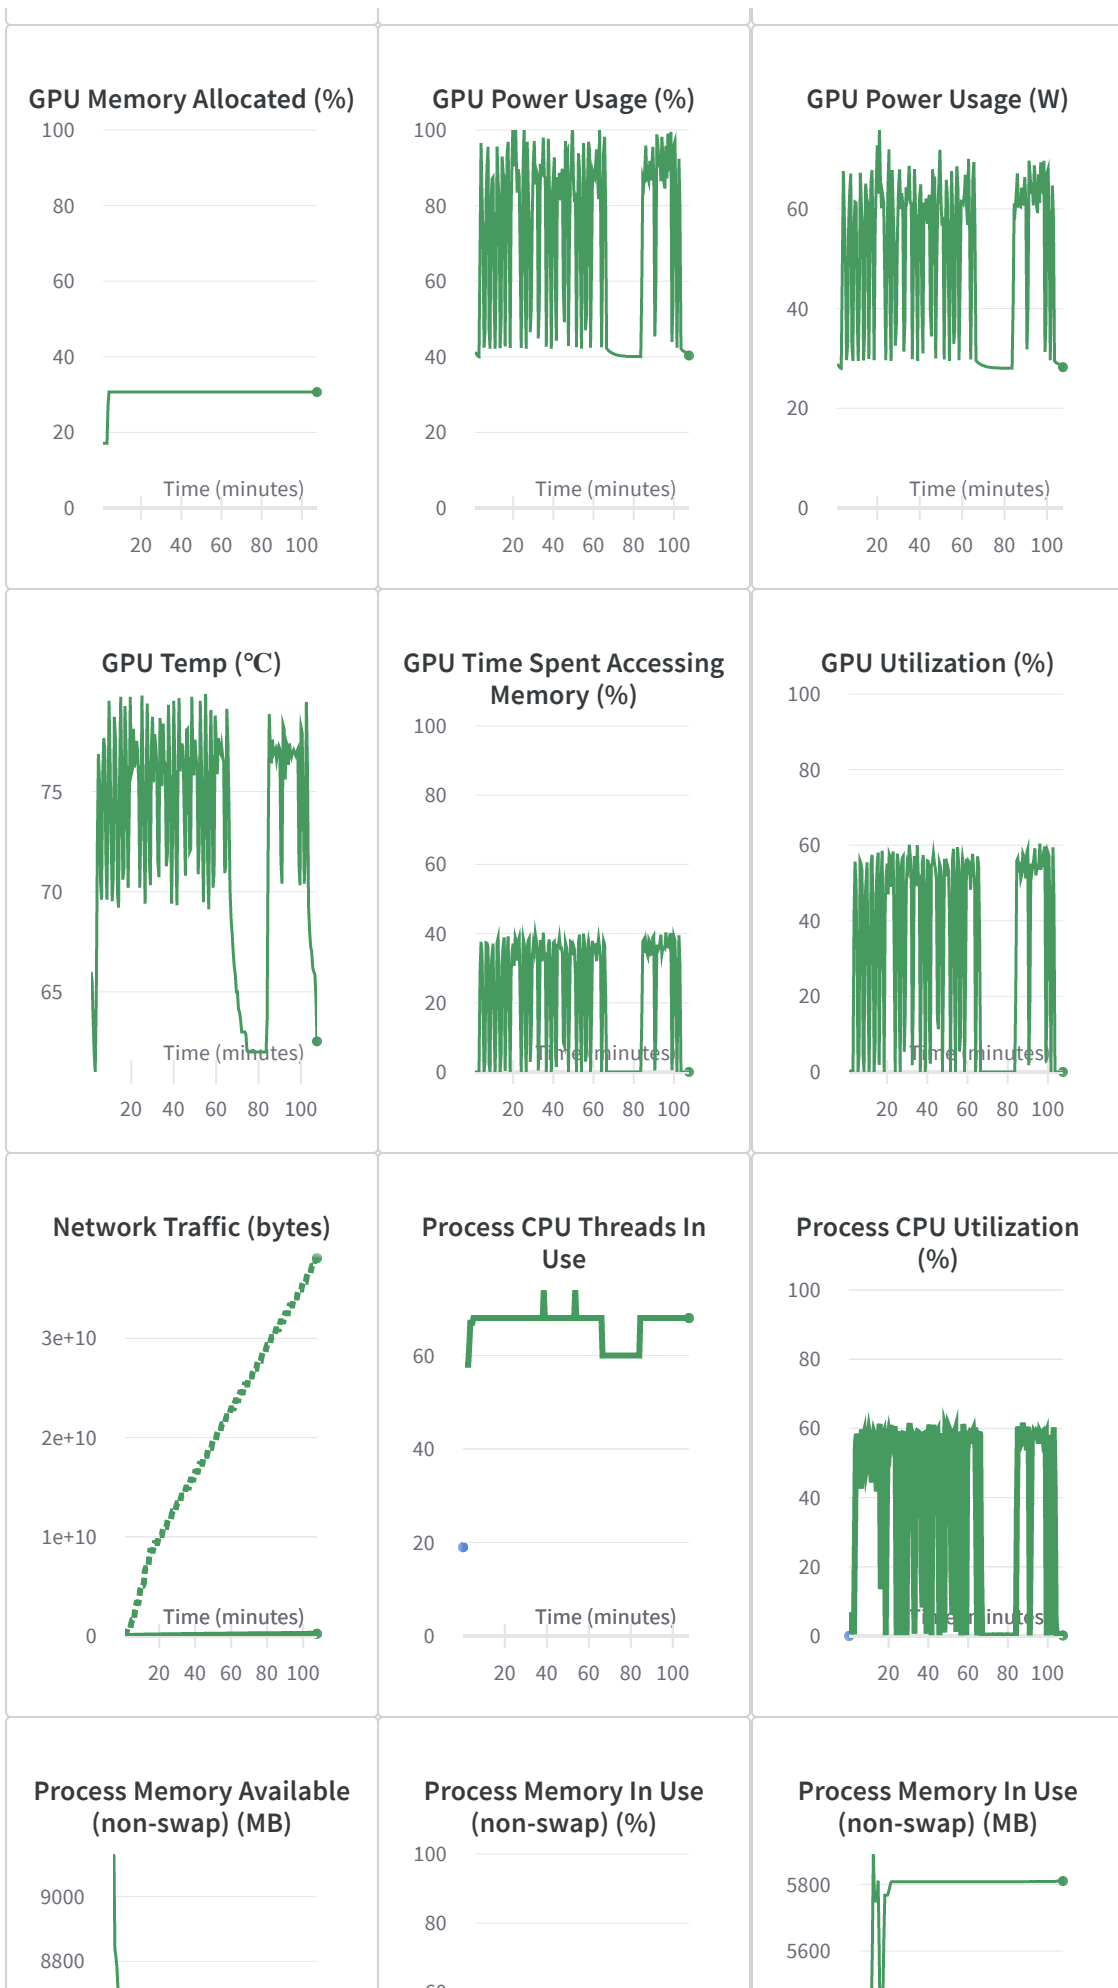 GPU Memory Allocated (%)
100
80
60
40
20
0
Time (minutes)
20 40 60 80 100
GPU Power Usage (%)
100
80
60
40
20
0
Time (minutes)
20 40 60 80 100
GPU Power Usage (W)
60
40
20
0
Time (minutes)
20 40 60 80 100
GPU Temp (℃)
75
70
65
Time (minutes)
20 40 60 80 100
GPU Time Spent Accessing
Memory (%)
100
80
60
40
20
0
Time (minutes)
20 40 60 80 100
GPU Utilization (%)
100
80
60
40
20
0
Time (minutes)
20 40 60 80 100
Network Traffic (bytes)
3e+10
2e+10
1e+10
0
Time (minutes)
20 40 60 80 100
Process CPU Threads In
Use
60
40
20
0
Time (minutes)
20 40 60 80 100
Process CPU Utilization
(%)
100
80
60
40
20
0
Time (minutes)
20 40 60 80 100
Process Memory Available
(non-swap) (MB)
9000
8800
Process Memory In Use
(non-swap) (%)
100
80
60
Process Memory In Use
(non-swap) (MB)
5800
5600